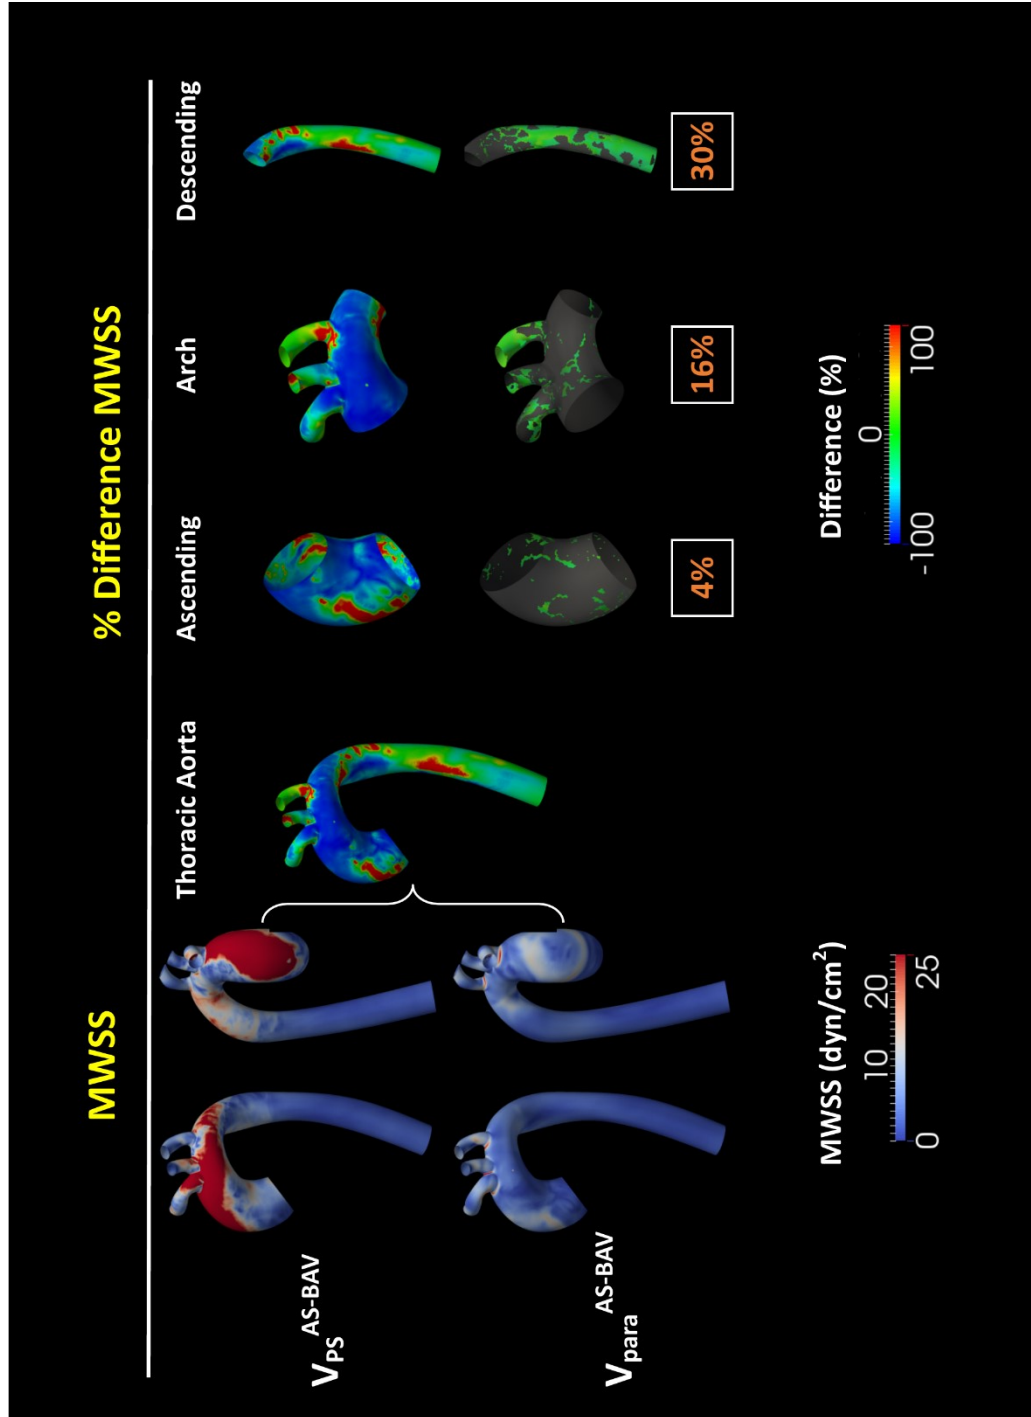 MWSS
% Difference MWSS
Thoracic Aorta
Ascending
Arch
Descending
V_PS^AS-BAV
V_para^AS-BAV
4%
16%
30%
MWSS (dyn/cm²)
0
10
20
25
Difference (%)
-100
0
100